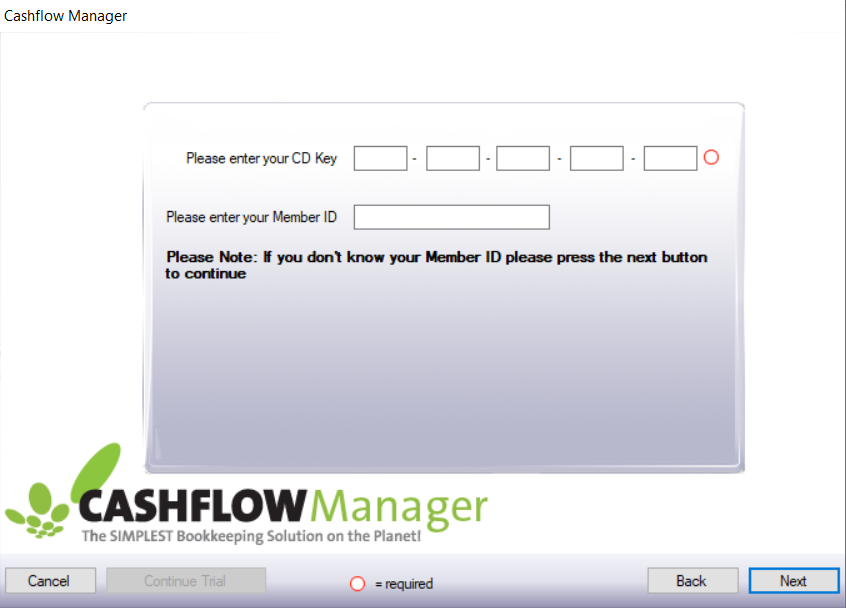 Cashflow Manager
Please enter your CD Key - - - -
Please enter your Member ID
Please Note: If you don't know your Member ID please press the next button
to continue
CASHFLOWManager
The SIMPLEST Bookkeeping Solution on the Planet!
Cancel Continue Trial = required Back Next